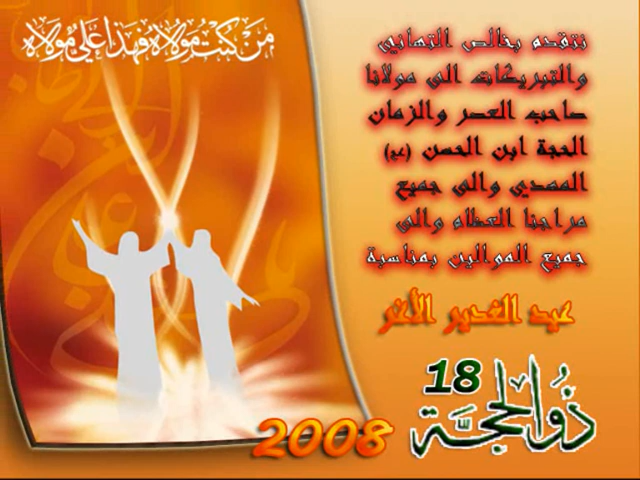 من كنت مولاه فهذا علي مولاه
نتقدم بخالص التهاني
والتبريكات الى مولانا
صاحب العصر والزمان
الحجة ابن الحسن (عج)
المهدي والى جميع
مراجنا العظام والى
جميع الموالين بمناسبة
عيد الغدير الأغر
18
ذو الحجة
2008